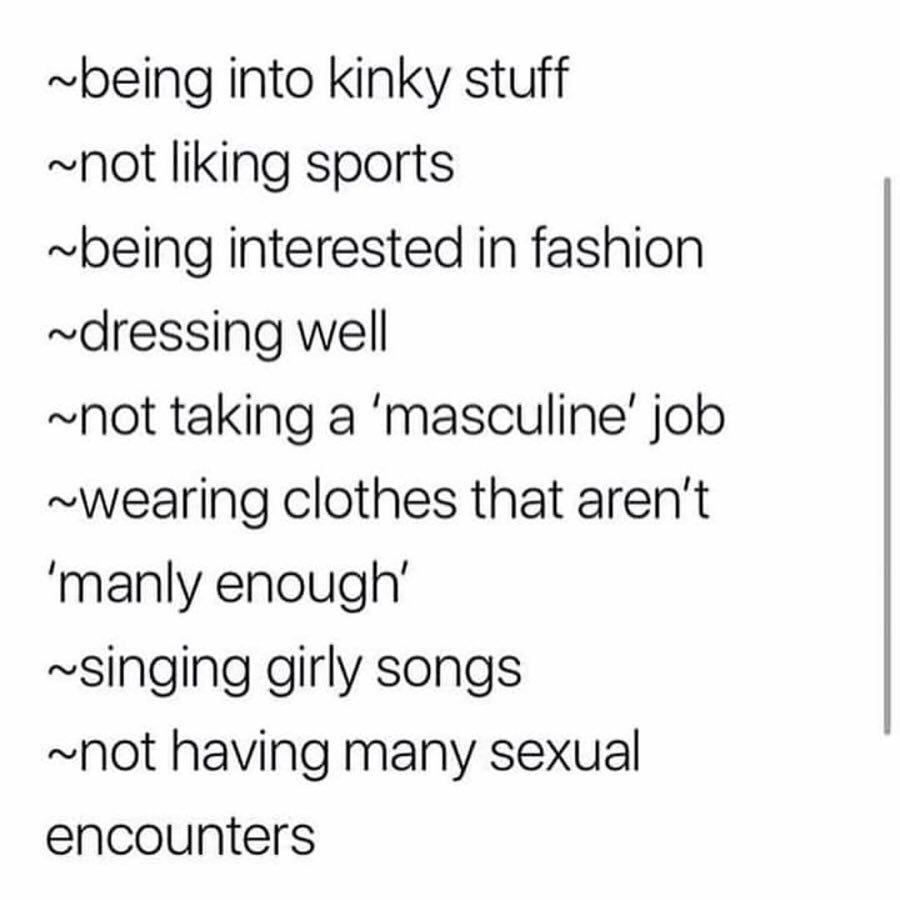 ~being into kinky stuff
~not liking sports
~being interested in fashion
~dressing well
~not taking a 'masculine' job
~wearing clothes that aren't
'manly enough'
~singing girly songs
~not having many sexual
encounters